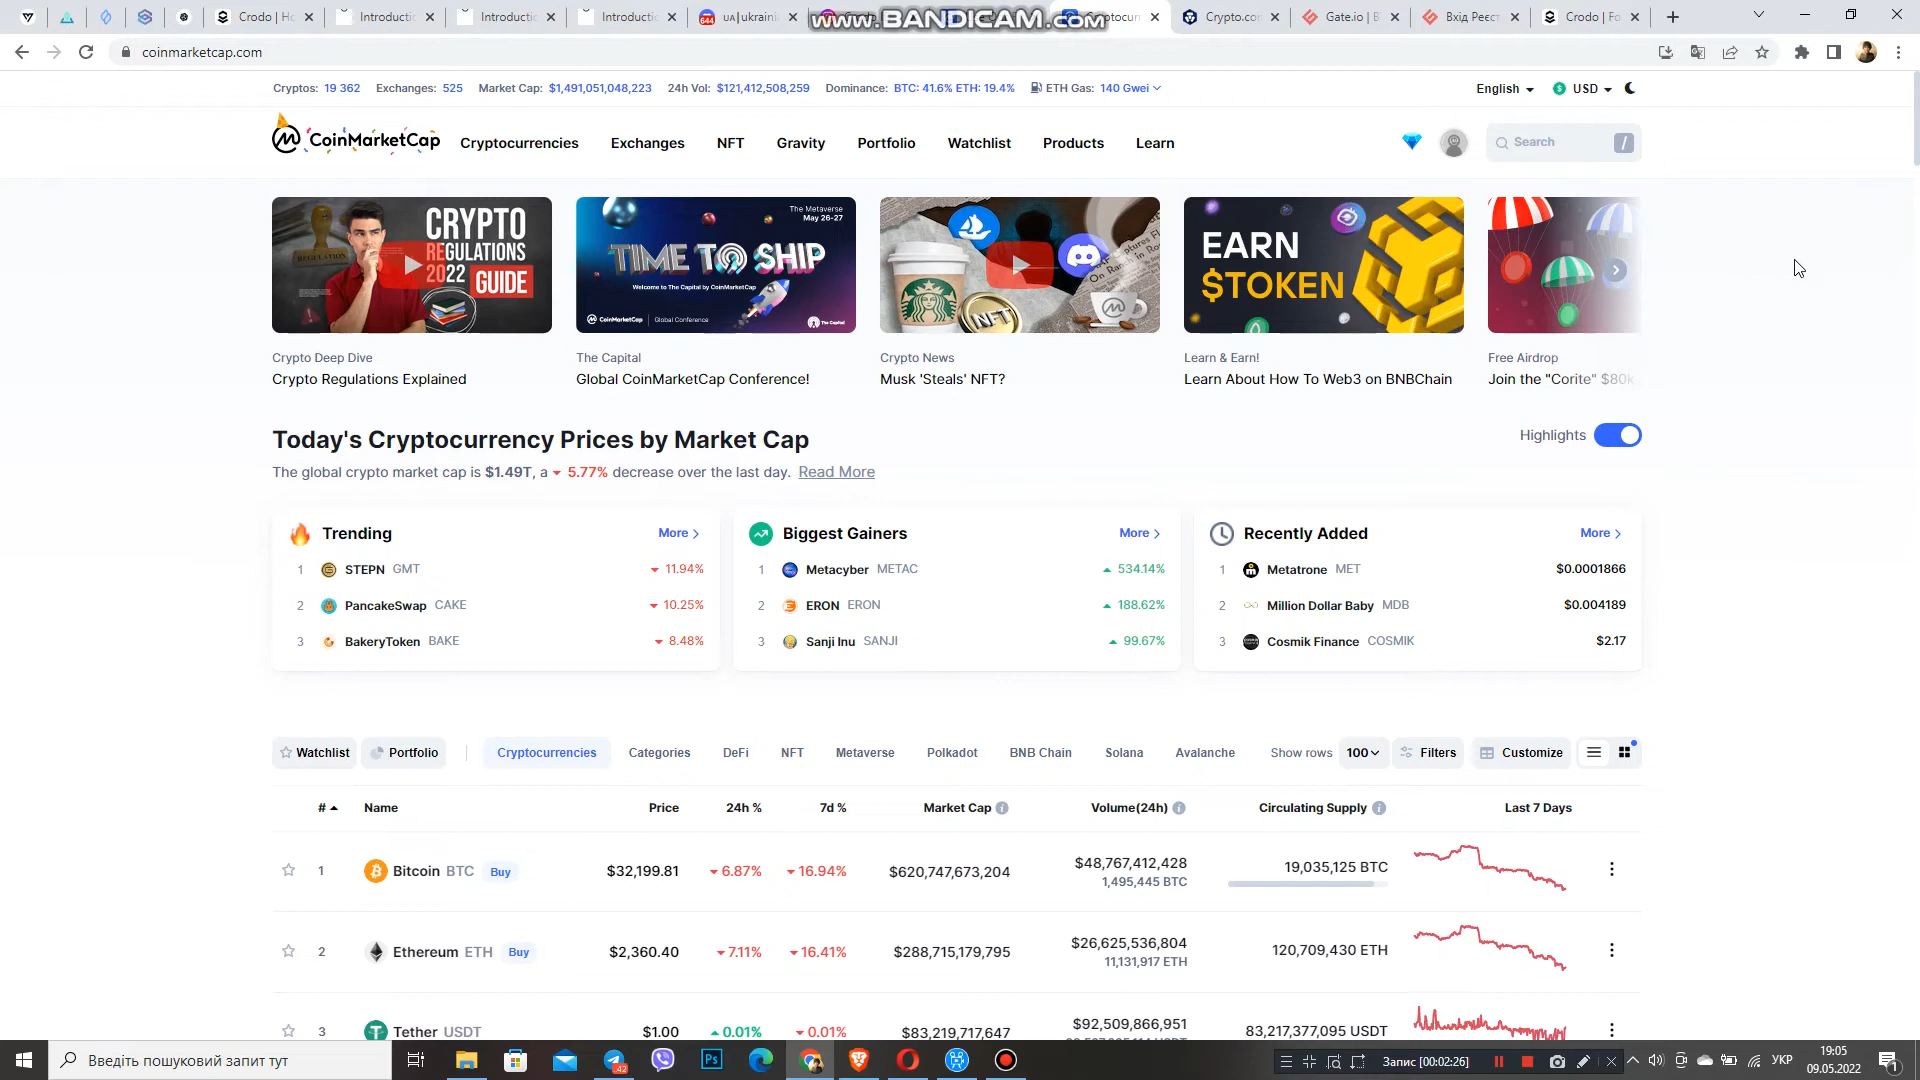 Crodo | Ho
Introductio
Introductio
Introductio
644
ua|ukraini
www.BANDICAM.com
Crypto.com
Gate.io | Б
Вхід Реєст
Crodo | Fo
coinmarketcap.com
Cryptos: 19 362 Exchanges: 525 Market Cap: $1,491,051,048,223 24h Vol: $121,412,508,259 Dominance: BTC: 41.6% ETH: 19.4% ETH Gas: 140 Gwei
English USD
CoinMarketCap Cryptocurrencies Exchanges NFT Gravity Portfolio Watchlist Products Learn
Search /
CRYPTO
REGULATIONS
2022 GUIDE
REGULATION
The Metaverse
May 26-27
TIME TO SHIP
Welcome to The Capital by CoinMarketCap
CoinMarketCap Global Conference
The Capital
NFT
EARN
$TOKEN
Crypto Deep Dive
Crypto Regulations Explained
The Capital
Global CoinMarketCap Conference!
Crypto News
Musk 'Steals' NFT?
Learn & Earn!
Learn About How To Web3 on BNBChain
Free Airdrop
Join the "Corite" $80k
Today's Cryptocurrency Prices by Market Cap
Highlights
The global crypto market cap is $1.49T, a 5.77% decrease over the last day. Read More
Trending More
1 STEPN GMT 11.94%
2 PancakeSwap CAKE 10.25%
3 BakeryToken BAKE 8.48%
Biggest Gainers More
1 Metacyber METAC 534.14%
2 ERON ERON 188.62%
3 Sanji Inu SANJI 99.67%
Recently Added More
1 Metatrone MET $0.0001866
2 Million Dollar Baby MDB $0.004189
3 Cosmik Finance COSMIK $2.17
Watchlist Portfolio Cryptocurrencies Categories DeFi NFT Metaverse Polkadot BNB Chain Solana Avalanche Show rows 100 Filters Customize
# Name Price 24h % 7d % Market Cap Volume(24h) Circulating Supply Last 7 Days
1 Bitcoin BTC Buy $32,199.81 6.87% 16.94% $620,747,673,204 $48,767,412,428 19,035,125 BTC
1,495,445 BTC
2 Ethereum ETH Buy $2,360.40 7.11% 16.41% $288,715,179,795 $26,625,536,804 120,709,430 ETH
11,131,917 ETH
3 Tether USDT $1.00 0.01% 0.01% $83,219,717,647 $92,509,866,951 83,217,377,095 USDT
Введіть пошуковий запит тут
42
Ps
Запис [00:02:26]
УКР
19:05
09.05.2022
1